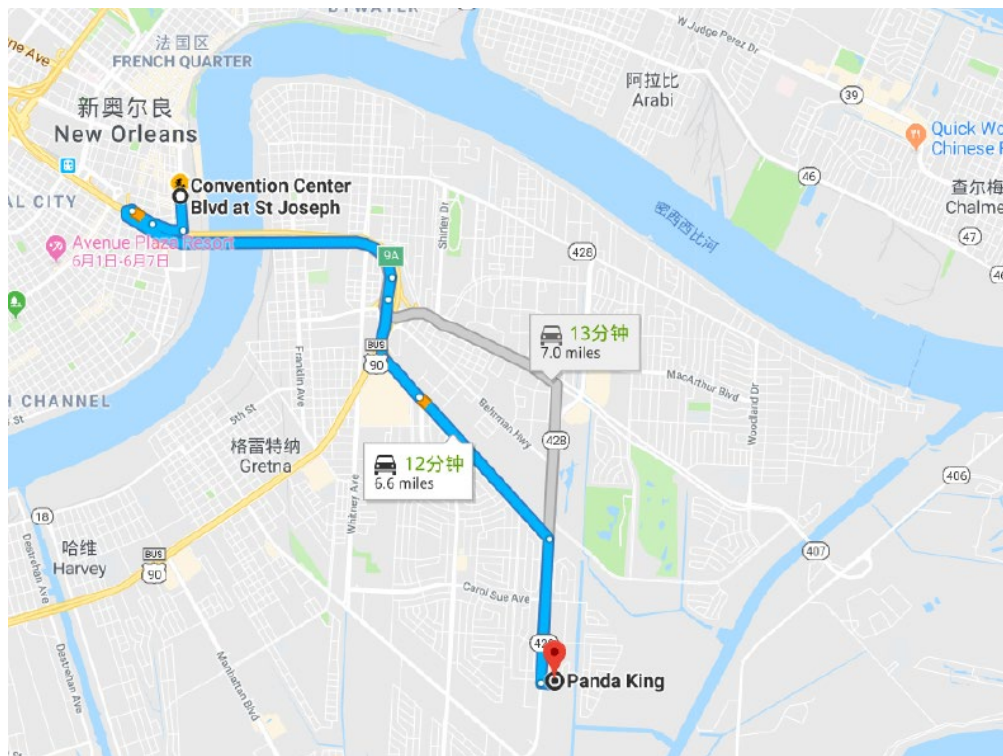 BYWATER
W Judge Perez Dr
法国区
FRENCH QUARTER
阿拉比
Arabi
39
新奥尔良
New Orleans
Quick Wo
Chinese F
46
Convention Center
Blvd at St Joseph
查尔梅
Chalme
AL CITY
密西西比河
Shirley Dr
47
Avenue Plaza Resort
6月1日-6月7日
9A
428
46
13分钟
7.0 miles
BUS
90
Franklin Ave
MacArthur Blvd
Woodland Dr
H CHANNEL
5th St
Behrman Hwy
428
格雷特纳
Gretna
12分钟
6.6 miles
406
Whitney Ave
18
哈维
Harvey
BUS
90
407
Destrehan Ave
Carol Sue Ave
428
Panda King
Destrehan Ave
Manhattan Blvd